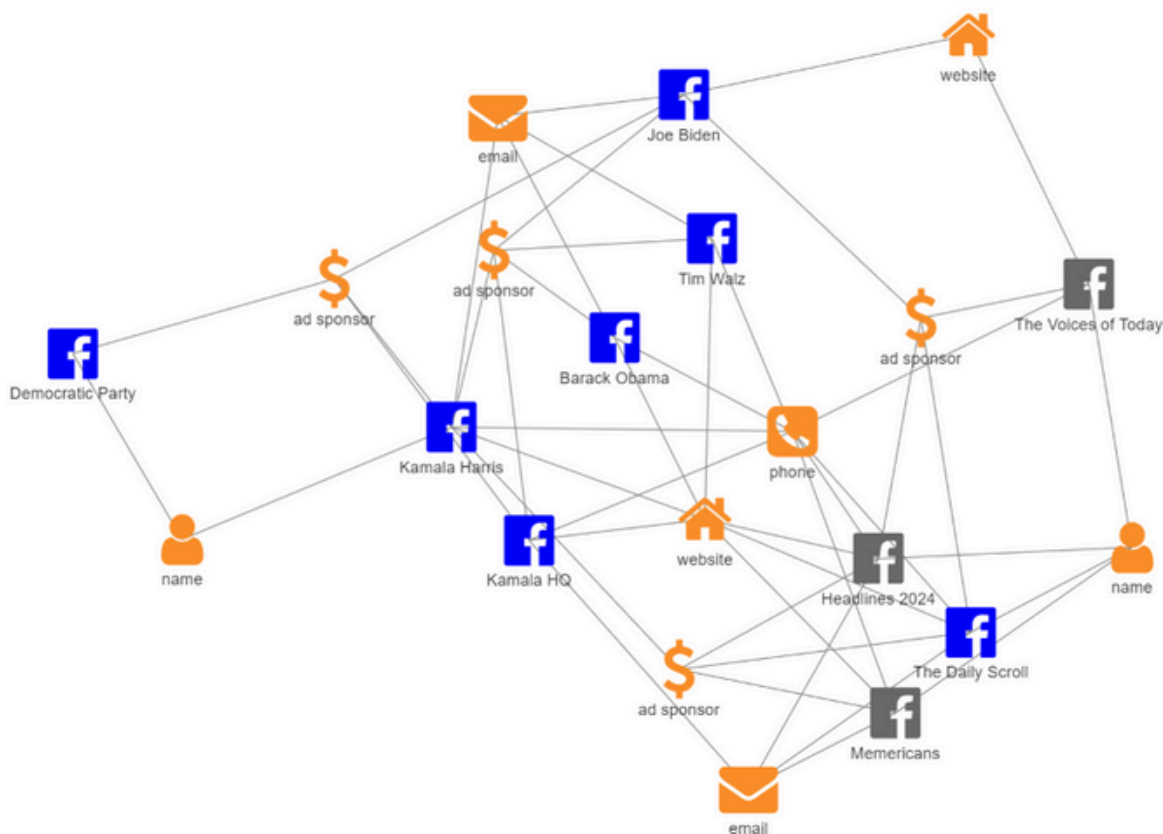 website
Joe Biden
email
Tim Walz
ad sponsor
ad sponsor
The Voices of Today
ad sponsor
Barack Obama
Democratic Party
Kamala Harris
phone
website
name
Kamala HQ
name
Headlines 2024
The Daily Scroll
ad sponsor
Memericans
email